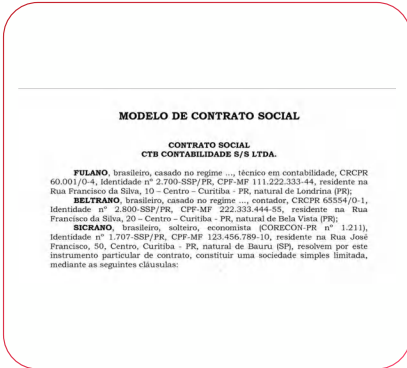 MODELO DE CONTRATO SOCIAL
CONTRATO SOCIAL
CTB CONTABILIDADE S/S LTDA.
FULANO, brasileiro, casado no regime ..., técnico em contabilidade, CRCPR
60.001/0-4, Identidade nº 2.700-SSP/PR, CPF-MF 111.222.333-44, residente na
Rua Francisco da Silva, 10 – Centro – Curitiba - PR, natural de Londrina (PR);
BELTRANO, brasileiro, casado no regime ..., contador, CRCPR 65554/0-1,
Identidade nº 2.800-SSP/PR, CPF-MF 222.333.444-55, residente na Rua
Francisco da Silva, 20 – Centro – Curitiba - PR, natural de Bela Vista (PR);
SICRANO, brasileiro, solteiro, economista (CORECON-PR nº 1.211),
Identidade nº 1.707-SSP/PR, CPF-MF 123.456.789-10, residente na Rua José
Francisco, 50, Centro, Curitiba - PR, natural de Bauru (SP), resolvem por este
instrumento particular de contrato, constituir uma sociedade simples limitada,
mediante as seguintes cláusulas: